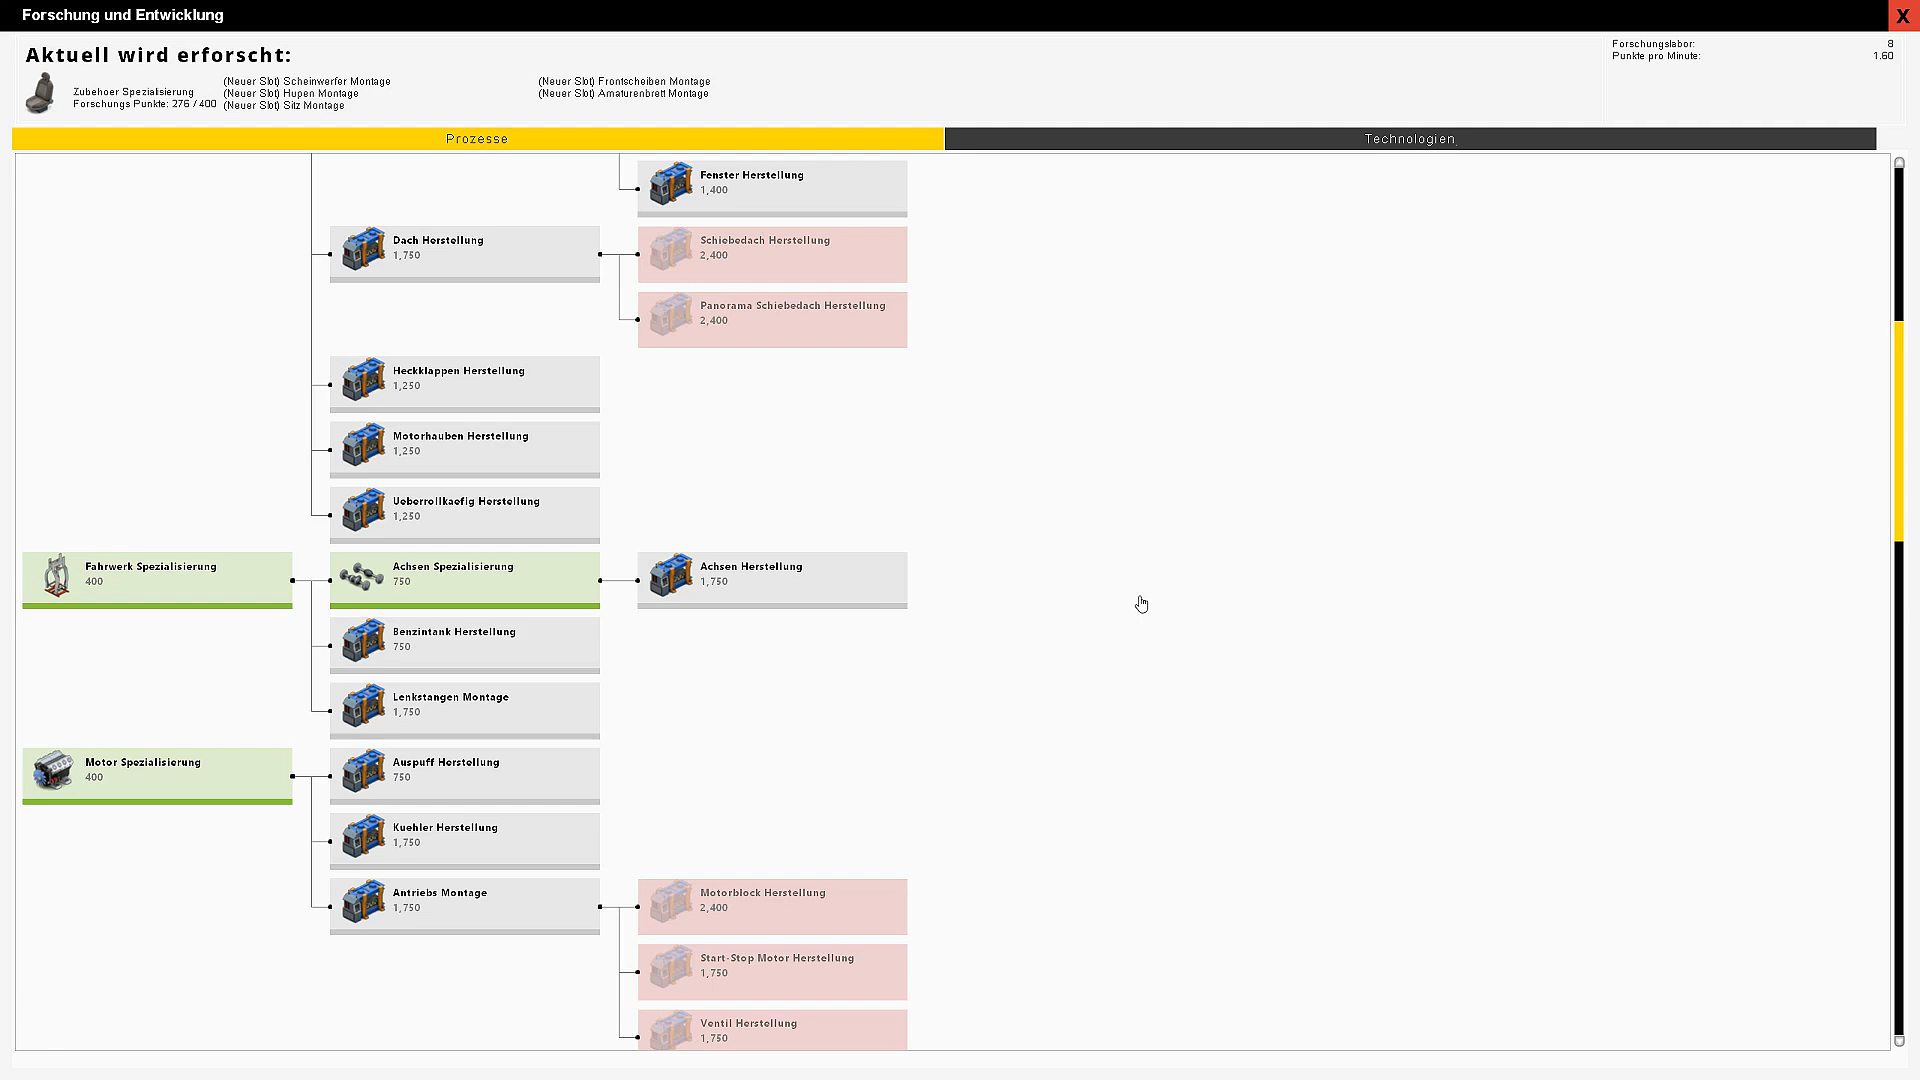 Forschung und Entwicklung
X
Aktuell wird erforscht:
Zubehoer Spezialisierung
Forschungs Punkte: 276 / 400
(Neuer Slot) Scheinwerfer Montage
(Neuer Slot) Hupen Montage
(Neuer Slot) Sitz Montage
(Neuer Slot) Frontscheiben Montage
(Neuer Slot) Amaturenbrett Montage
Forschungslabor: 8
Punkte pro Minute: 1.60
Prozesse
Technologien
Fenster Herstellung
1,400
Dach Herstellung
1,750
Schiebedach Herstellung
2,400
Panorama Schiebedach Herstellung
2,400
Heckklappen Herstellung
1,250
Motorhauben Herstellung
1,250
Ueberrollkaefig Herstellung
1,250
Fahrwerk Spezialisierung
400
Achsen Spezialisierung
750
Achsen Herstellung
1,750
Benzintank Herstellung
750
Lenkstangen Montage
1,750
Motor Spezialisierung
400
Auspuff Herstellung
750
Kuehler Herstellung
1,750
Antriebs Montage
1,750
Motorblock Herstellung
2,400
Start-Stop Motor Herstellung
1,750
Ventil Herstellung
1,750